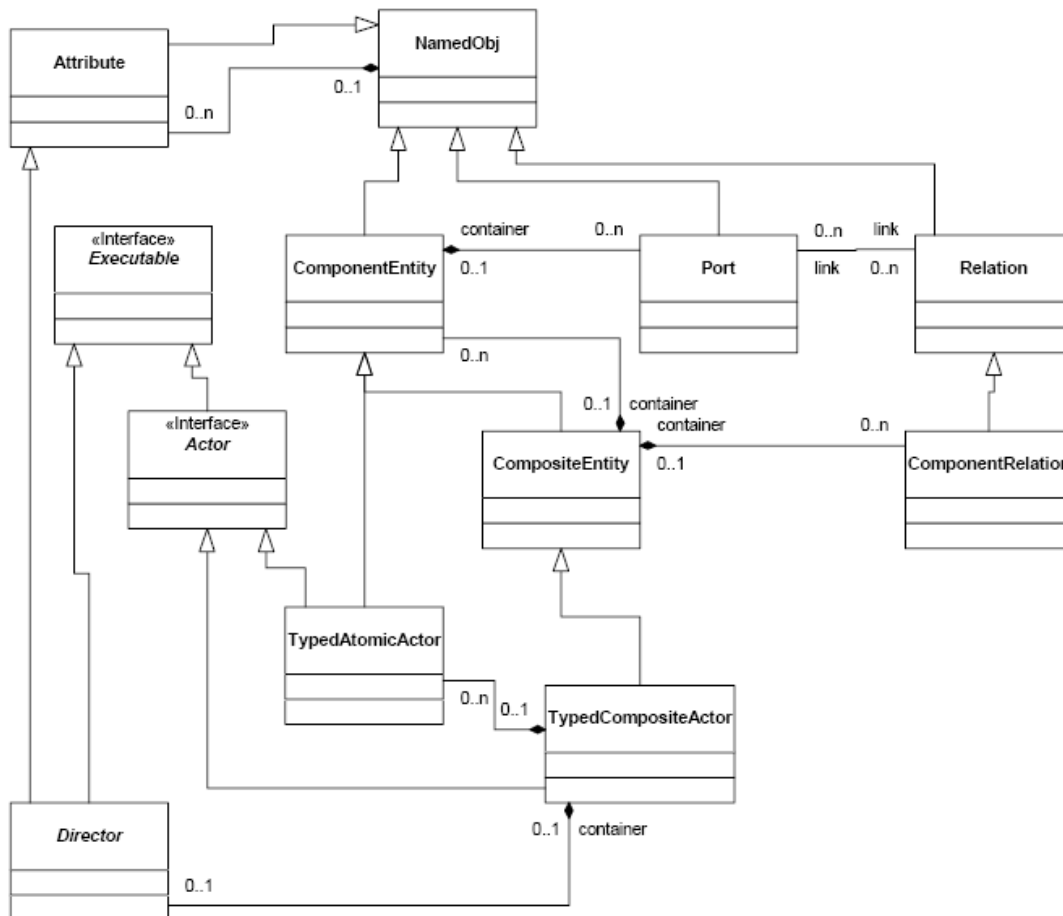 NamedObj
Attribute
0..1
0..n
«Interface»
Executable
container
0..n
0..n
link
ComponentEntity
0..1
Port
link
0..n
Relation
0..n
«Interface»
Actor
0..1
container
container
0..n
CompositeEntity
0..1
ComponentRelation
TypedAtomicActor
0..n
0..1
TypedCompositeActor
Director
0..1
container
0..1